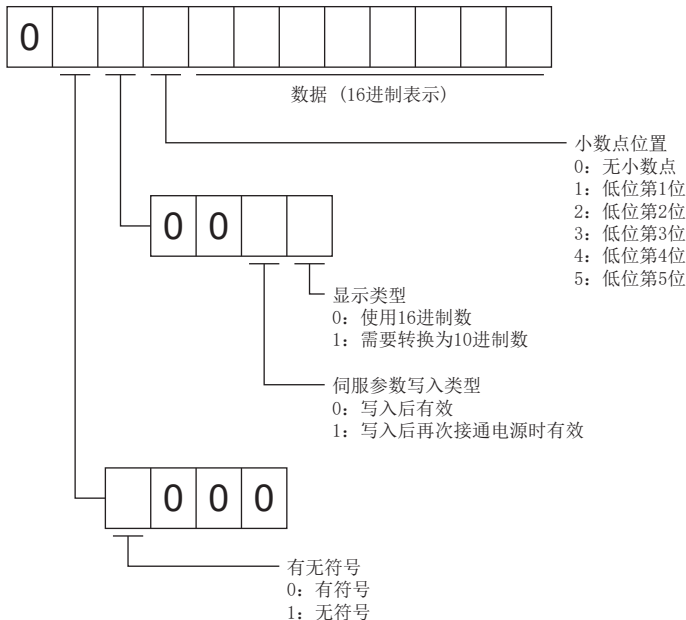 0
数据 (16进制表示)
小数点位置
0：无小数点
1：低位第1位
2：低位第2位
3：低位第3位
4：低位第4位
5：低位第5位
0 0
显示类型
0：使用16进制数
1：需要转换为10进制数
伺服参数写入类型
0：写入后有效
1：写入后再次接通电源时有效
0 0 0
有无符号
0：有符号
1：无符号